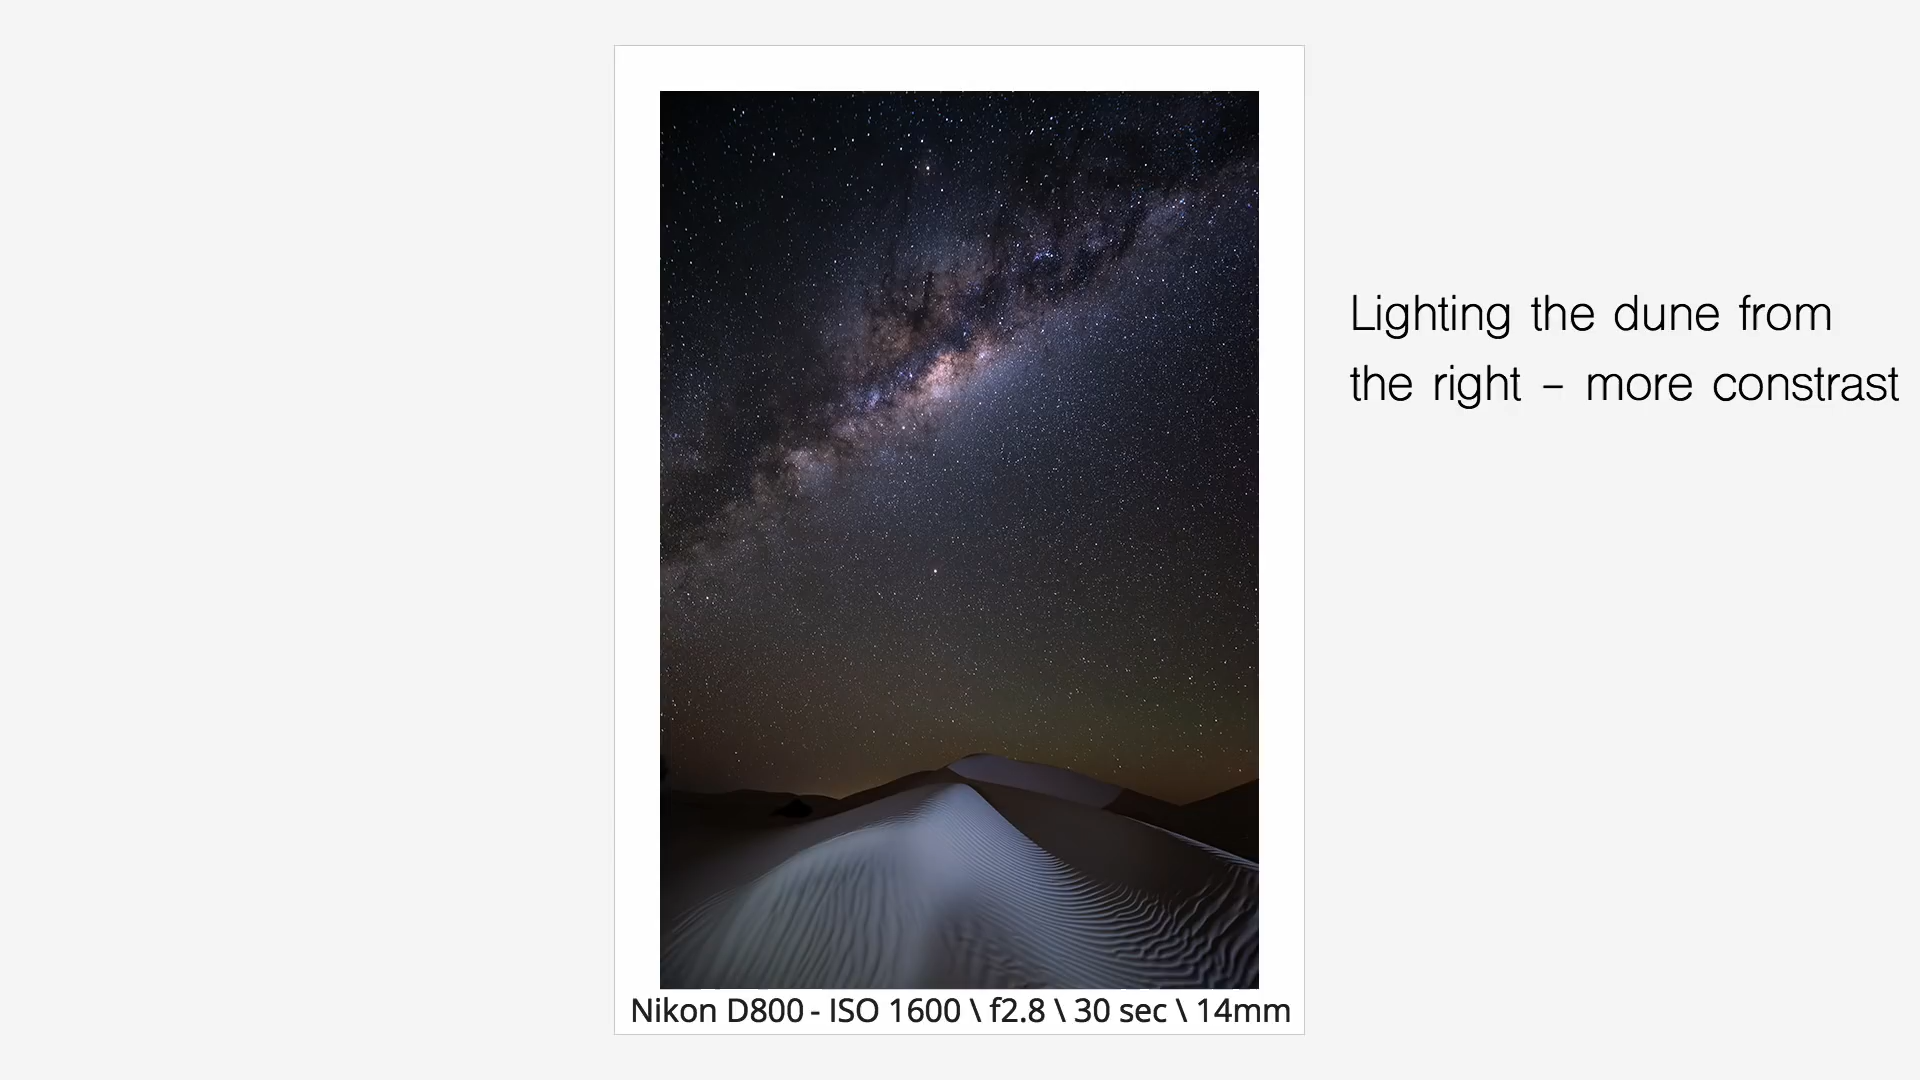 Lighting the dune from
the right – more constrast
Nikon D800 - ISO 1600 \ f2.8 \ 30 sec \ 14mm